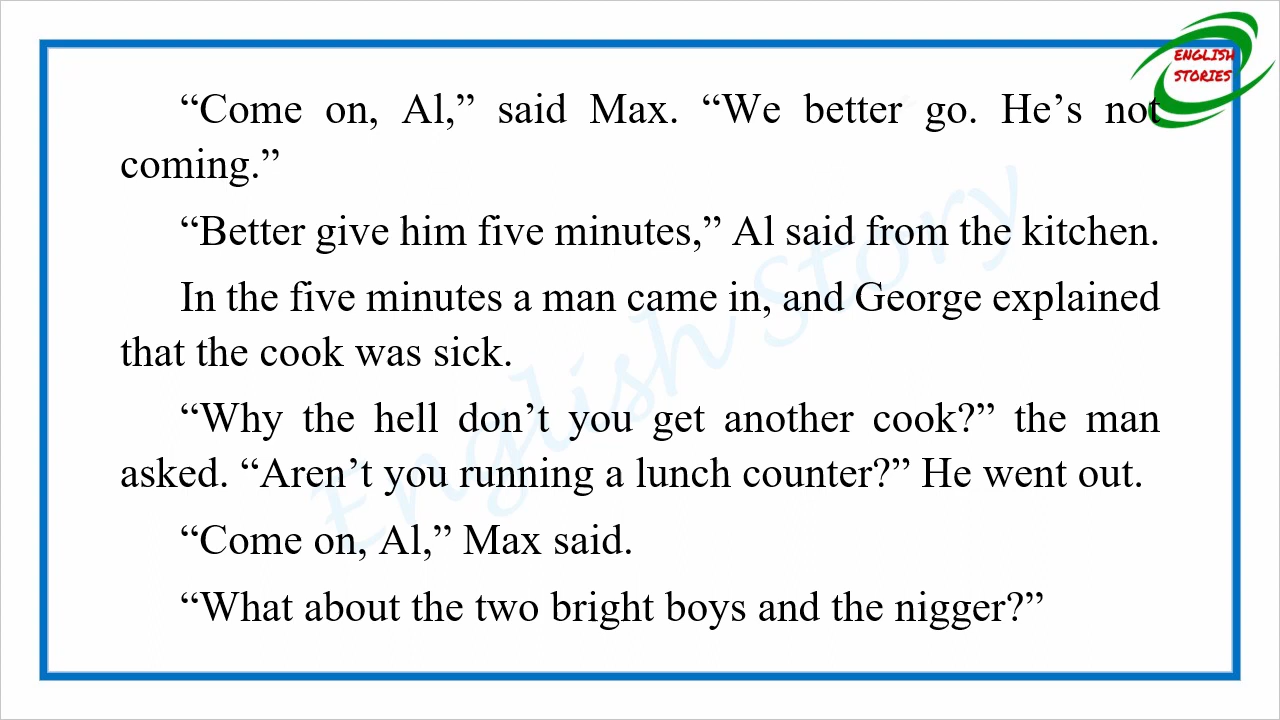 ENGLISH
STORIES
“Come on, Al,” said Max. “We better go. He’s not
coming.”
“Better give him five minutes,” Al said from the kitchen.
In the five minutes a man came in, and George explained
that the cook was sick.
“Why the hell don’t you get another cook?” the man
asked. “Aren’t you running a lunch counter?” He went out.
“Come on, Al,” Max said.
“What about the two bright boys and the nigger?”
English Story